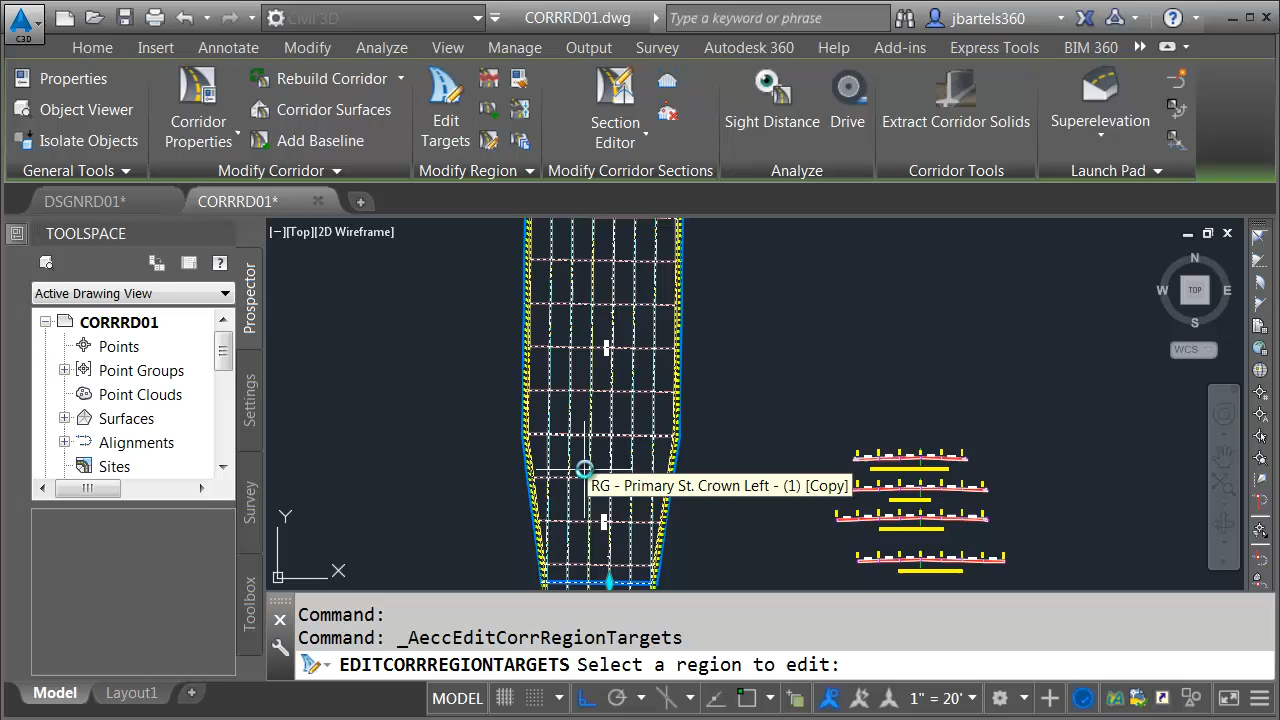 C3D
Civil 3D
CORRRD01.dwg
Type a keyword or phrase
jbartels360
Home Insert Annotate Modify Analyze View Manage Output Survey Autodesk 360 Help Add-ins Express Tools BIM 360
Properties
Object Viewer
Isolate Objects
General Tools
Corridor
Properties
Rebuild Corridor
Corridor Surfaces
Add Baseline
Modify Corridor
Edit
Targets
Modify Region
Section
Editor
Modify Corridor Sections
Sight Distance
Drive
Analyze
Extract Corridor Solids
Corridor Tools
Superelevation
Launch Pad
DSGNRD01*
CORRRD01*
TOOLSPACE
Active Drawing View
CORRRD01
Points
Point Groups
Point Clouds
Surfaces
Alignments
Sites
Prospector
Settings
Survey
Toolbox
[−][Top][2D Wireframe]
N
W
TOP
E
S
WCS
RG - Primary St. Crown Left - (1) [Copy]
Y
X
Command:
Command: _AeccEditCorrRegionTargets
EDITCORRREGIONTARGETS Select a region to edit:
Model
Layout1
MODEL
1" = 20'